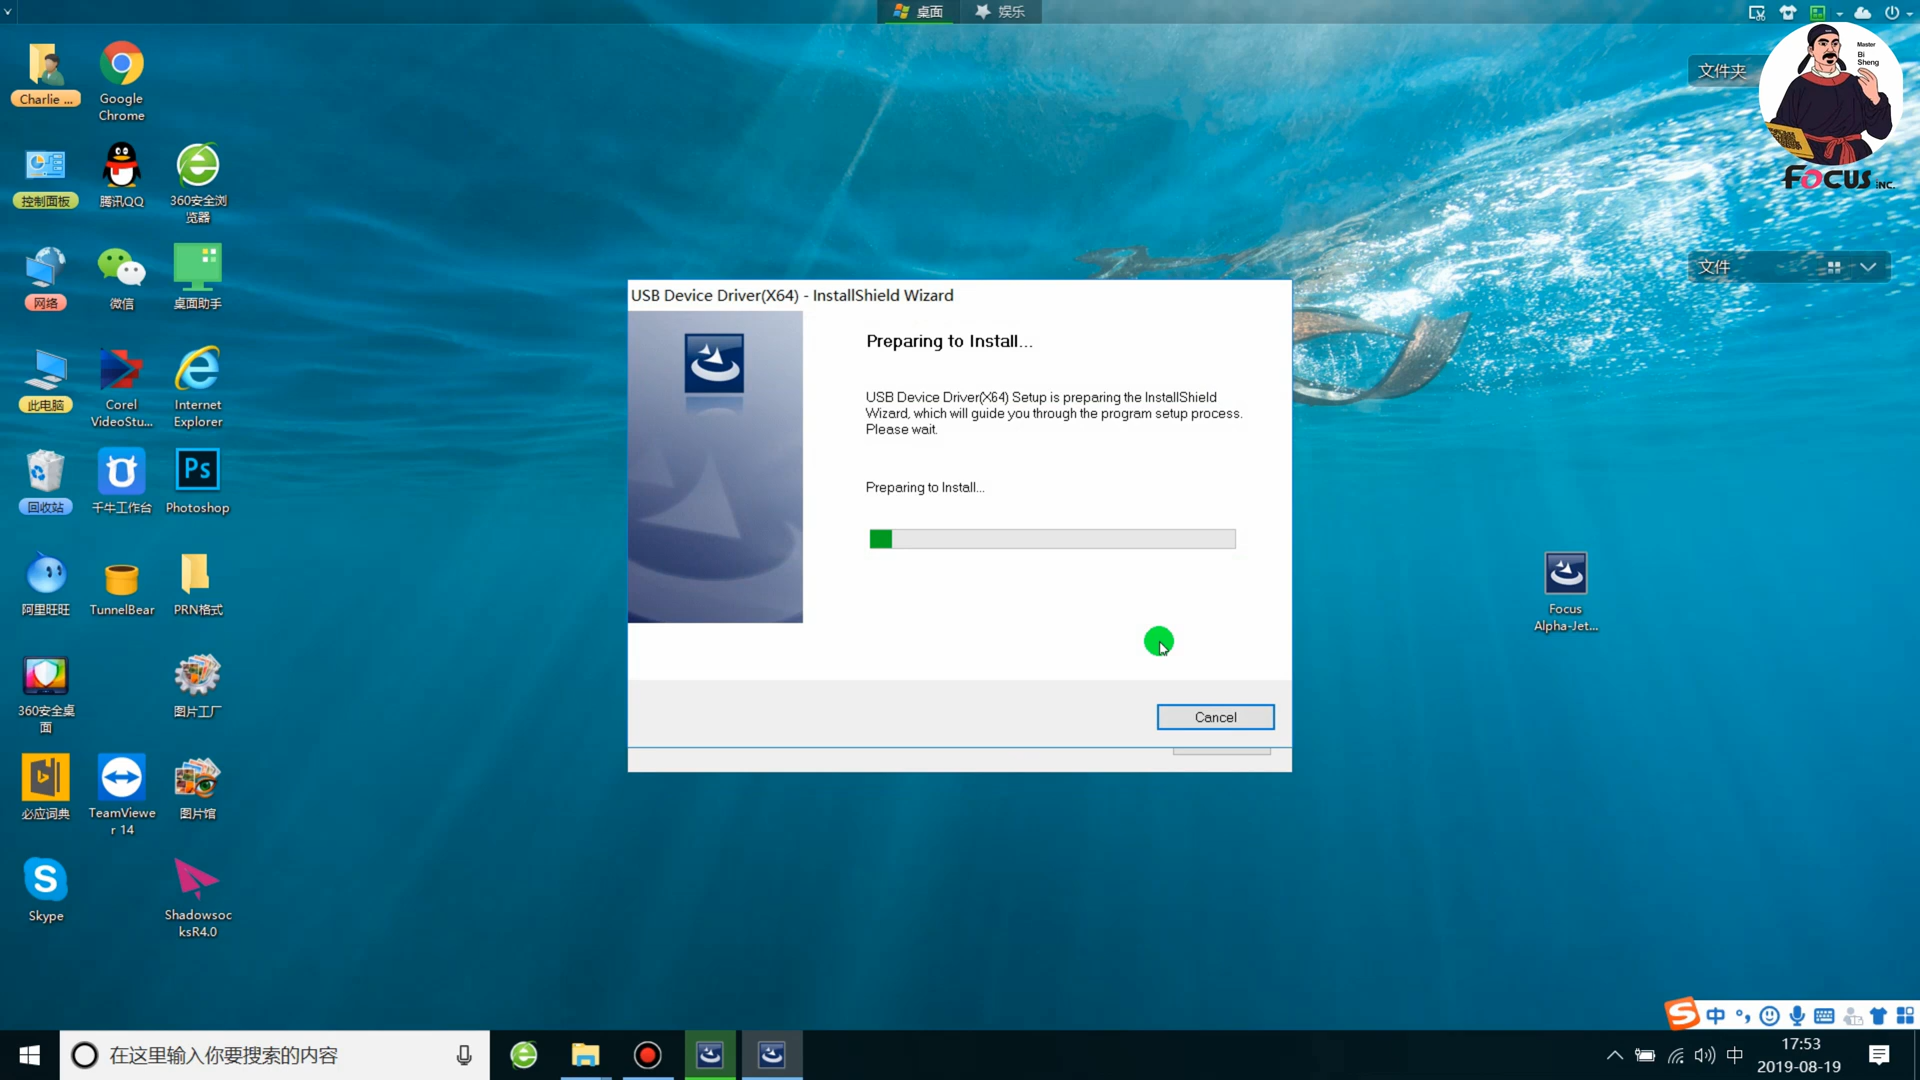 桌面
娱乐
Charlie ...
Google
Chrome
文件夹
Master
Bi
Sheng
FOCUS INC.
控制面板
腾讯QQ
360安全浏
览器
网络
微信
桌面助手
文件
USB Device Driver(X64) - InstallShield Wizard
Preparing to Install...
USB Device Driver(X64) Setup is preparing the InstallShield
Wizard, which will guide you through the program setup process.
Please wait.
Preparing to Install...
Cancel
此电脑
Corel
VideoStu...
Internet
Explorer
回收站
千牛工作台
Ps
Photoshop
阿里旺旺
TunnelBear
PRN格式
Focus
Alpha-Jet...
360安全桌
面
图片工厂
必应词典
TeamViewe
r 14
图片馆
Skype
Shadowsoc
ksR4.0
中
在这里输入你要搜索的内容
中
17:53
2019-08-19